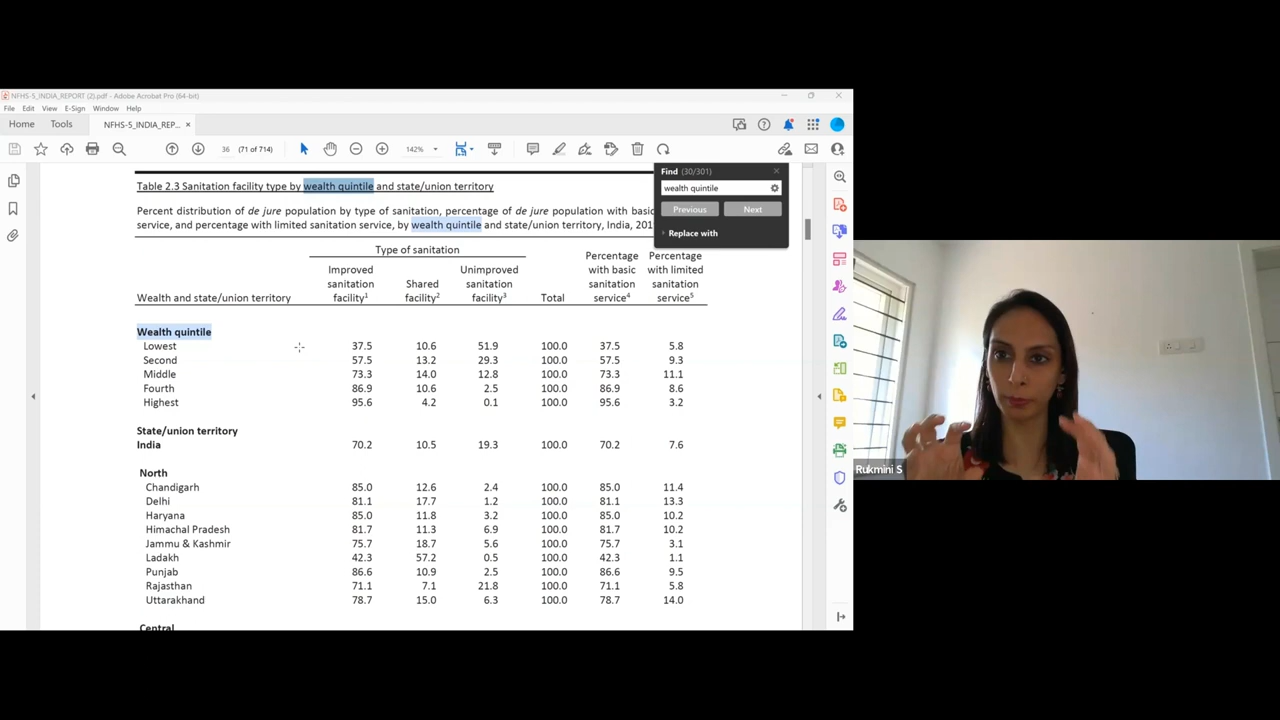 NFHS-5_INDIA_REPORT (2).pdf - Adobe Acrobat Pro (64-bit)
File Edit View E-Sign Window Help
Home Tools NFHS-5_INDIA_REP... ×
36 (71 of 714) 142%
Find (30/301)
wealth quintile
Previous Next
Replace with
Table 2.3 Sanitation facility type by wealth quintile and state/union territory
Percent distribution of de jure population by type of sanitation, percentage of de jure population with basic
service, and percentage with limited sanitation service, by wealth quintile and state/union territory, India, 201
Type of sanitation Percentage Percentage
Improved Unimproved with basic with limited
sanitation Shared sanitation sanitation sanitation
Wealth and state/union territory facility1 facility2 facility3 Total service4 service5
Wealth quintile
Lowest 37.5 10.6 51.9 100.0 37.5 5.8
Second 57.5 13.2 29.3 100.0 57.5 9.3
Middle 73.3 14.0 12.8 100.0 73.3 11.1
Fourth 86.9 10.6 2.5 100.0 86.9 8.6
Highest 95.6 4.2 0.1 100.0 95.6 3.2
State/union territory
India 70.2 10.5 19.3 100.0 70.2 7.6
North
Chandigarh 85.0 12.6 2.4 100.0 85.0 11.4
Delhi 81.1 17.7 1.2 100.0 81.1 13.3
Haryana 85.0 11.8 3.2 100.0 85.0 10.2
Himachal Pradesh 81.7 11.3 6.9 100.0 81.7 10.2
Jammu & Kashmir 75.7 18.7 5.6 100.0 75.7 3.1
Ladakh 42.3 57.2 0.5 100.0 42.3 1.1
Punjab 86.6 10.9 2.5 100.0 86.6 9.5
Rajasthan 71.1 7.1 21.8 100.0 71.1 5.8
Uttarakhand 78.7 15.0 6.3 100.0 78.7 14.0
Central
Rukmini S